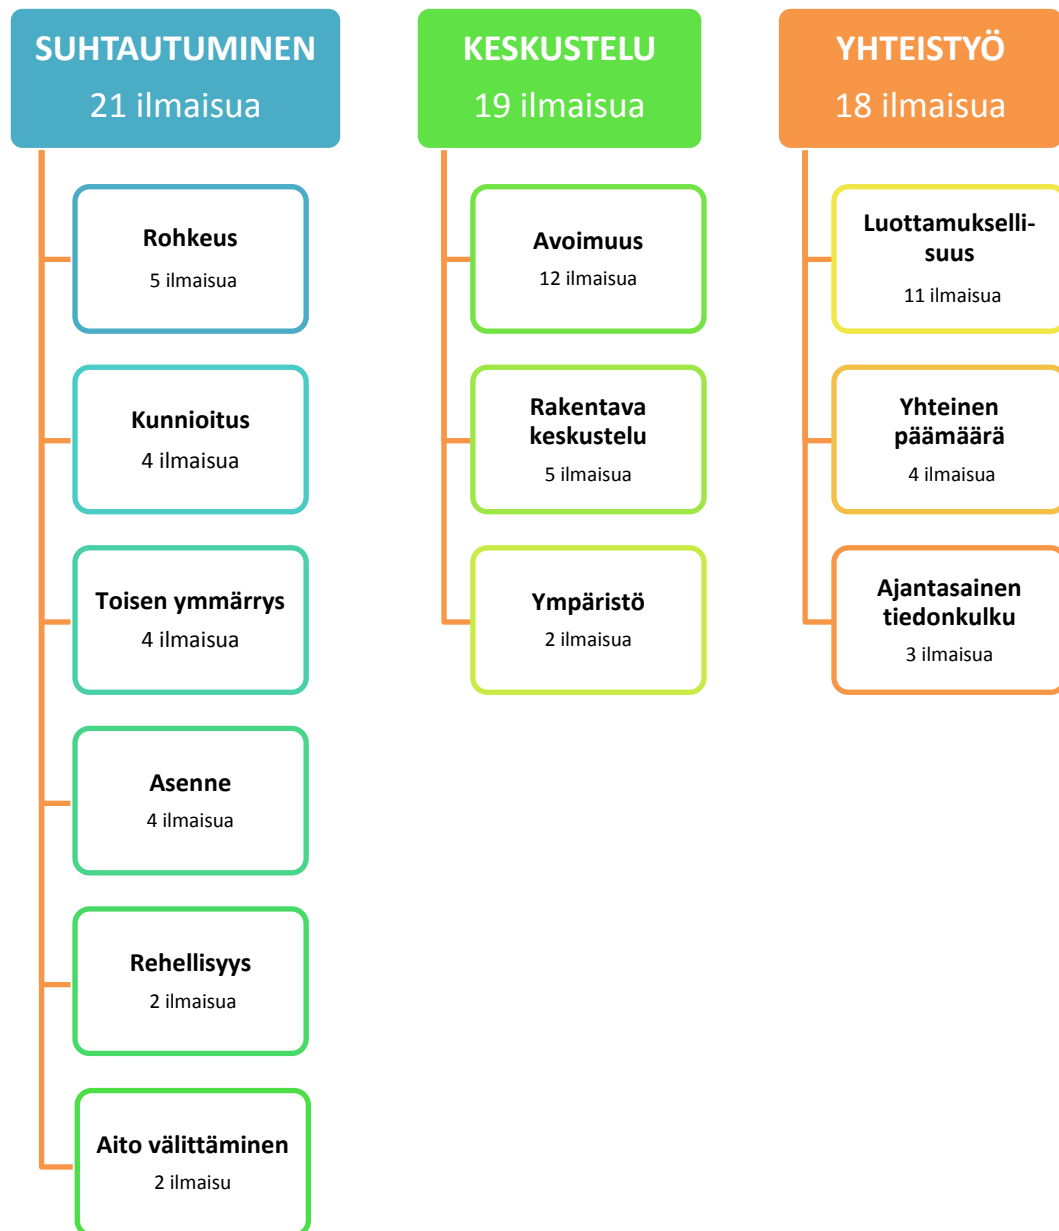 SUHTAUTUMINEN
21 ilmaisua
Rohkeus
5 ilmaisua
Kunnioitus
4 ilmaisua
Toisen ymmärrys
4 ilmaisua
Asenne
4 ilmaisua
Rehellisyys
2 ilmaisua
Aito välittäminen
2 ilmaisu
KESKUSTELU
19 ilmaisua
Avoimuus
12 ilmaisua
Rakentava
keskustelu
5 ilmaisua
Ympäristö
2 ilmaisua
YHTEISTYÖ
18 ilmaisua
Luottamukselli-
suus
11 ilmaisua
Yhteinen
päämäärä
4 ilmaisua
Ajantasainen
tiedonkulku
3 ilmaisua